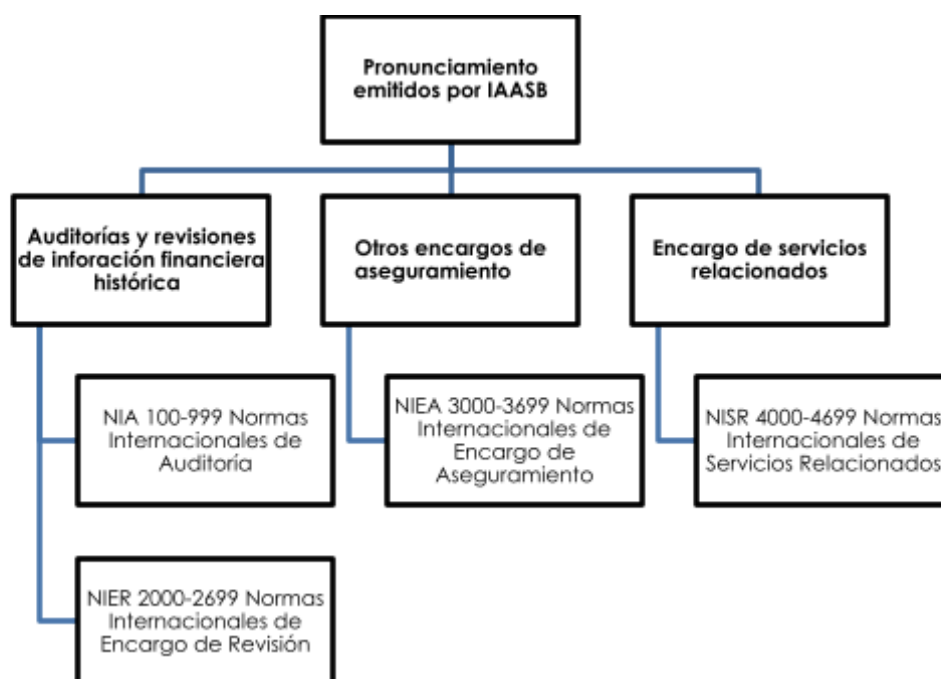 Pronunciamiento
emitidos por IAASB
Auditorías y revisiones
de inforación financiera
histórica
Otros encargos de
aseguramiento
Encargo de servicios
relacionados
NIA 100-999 Normas
Internacionales de
Auditoría
NIEA 3000-3699 Normas
Internacionales de
Encargo de
Aseguramiento
NISR 4000-4699 Normas
Internacionales de
Servicios Relacionados
NIER 2000-2699 Normas
Internacionales de
Encargo de Revisión